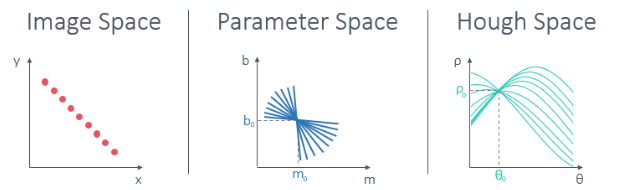 Image Space
y
x
Parameter Space
b
b₀
m₀
m
Hough Space
ρ
ρ₀
θ₀
θ